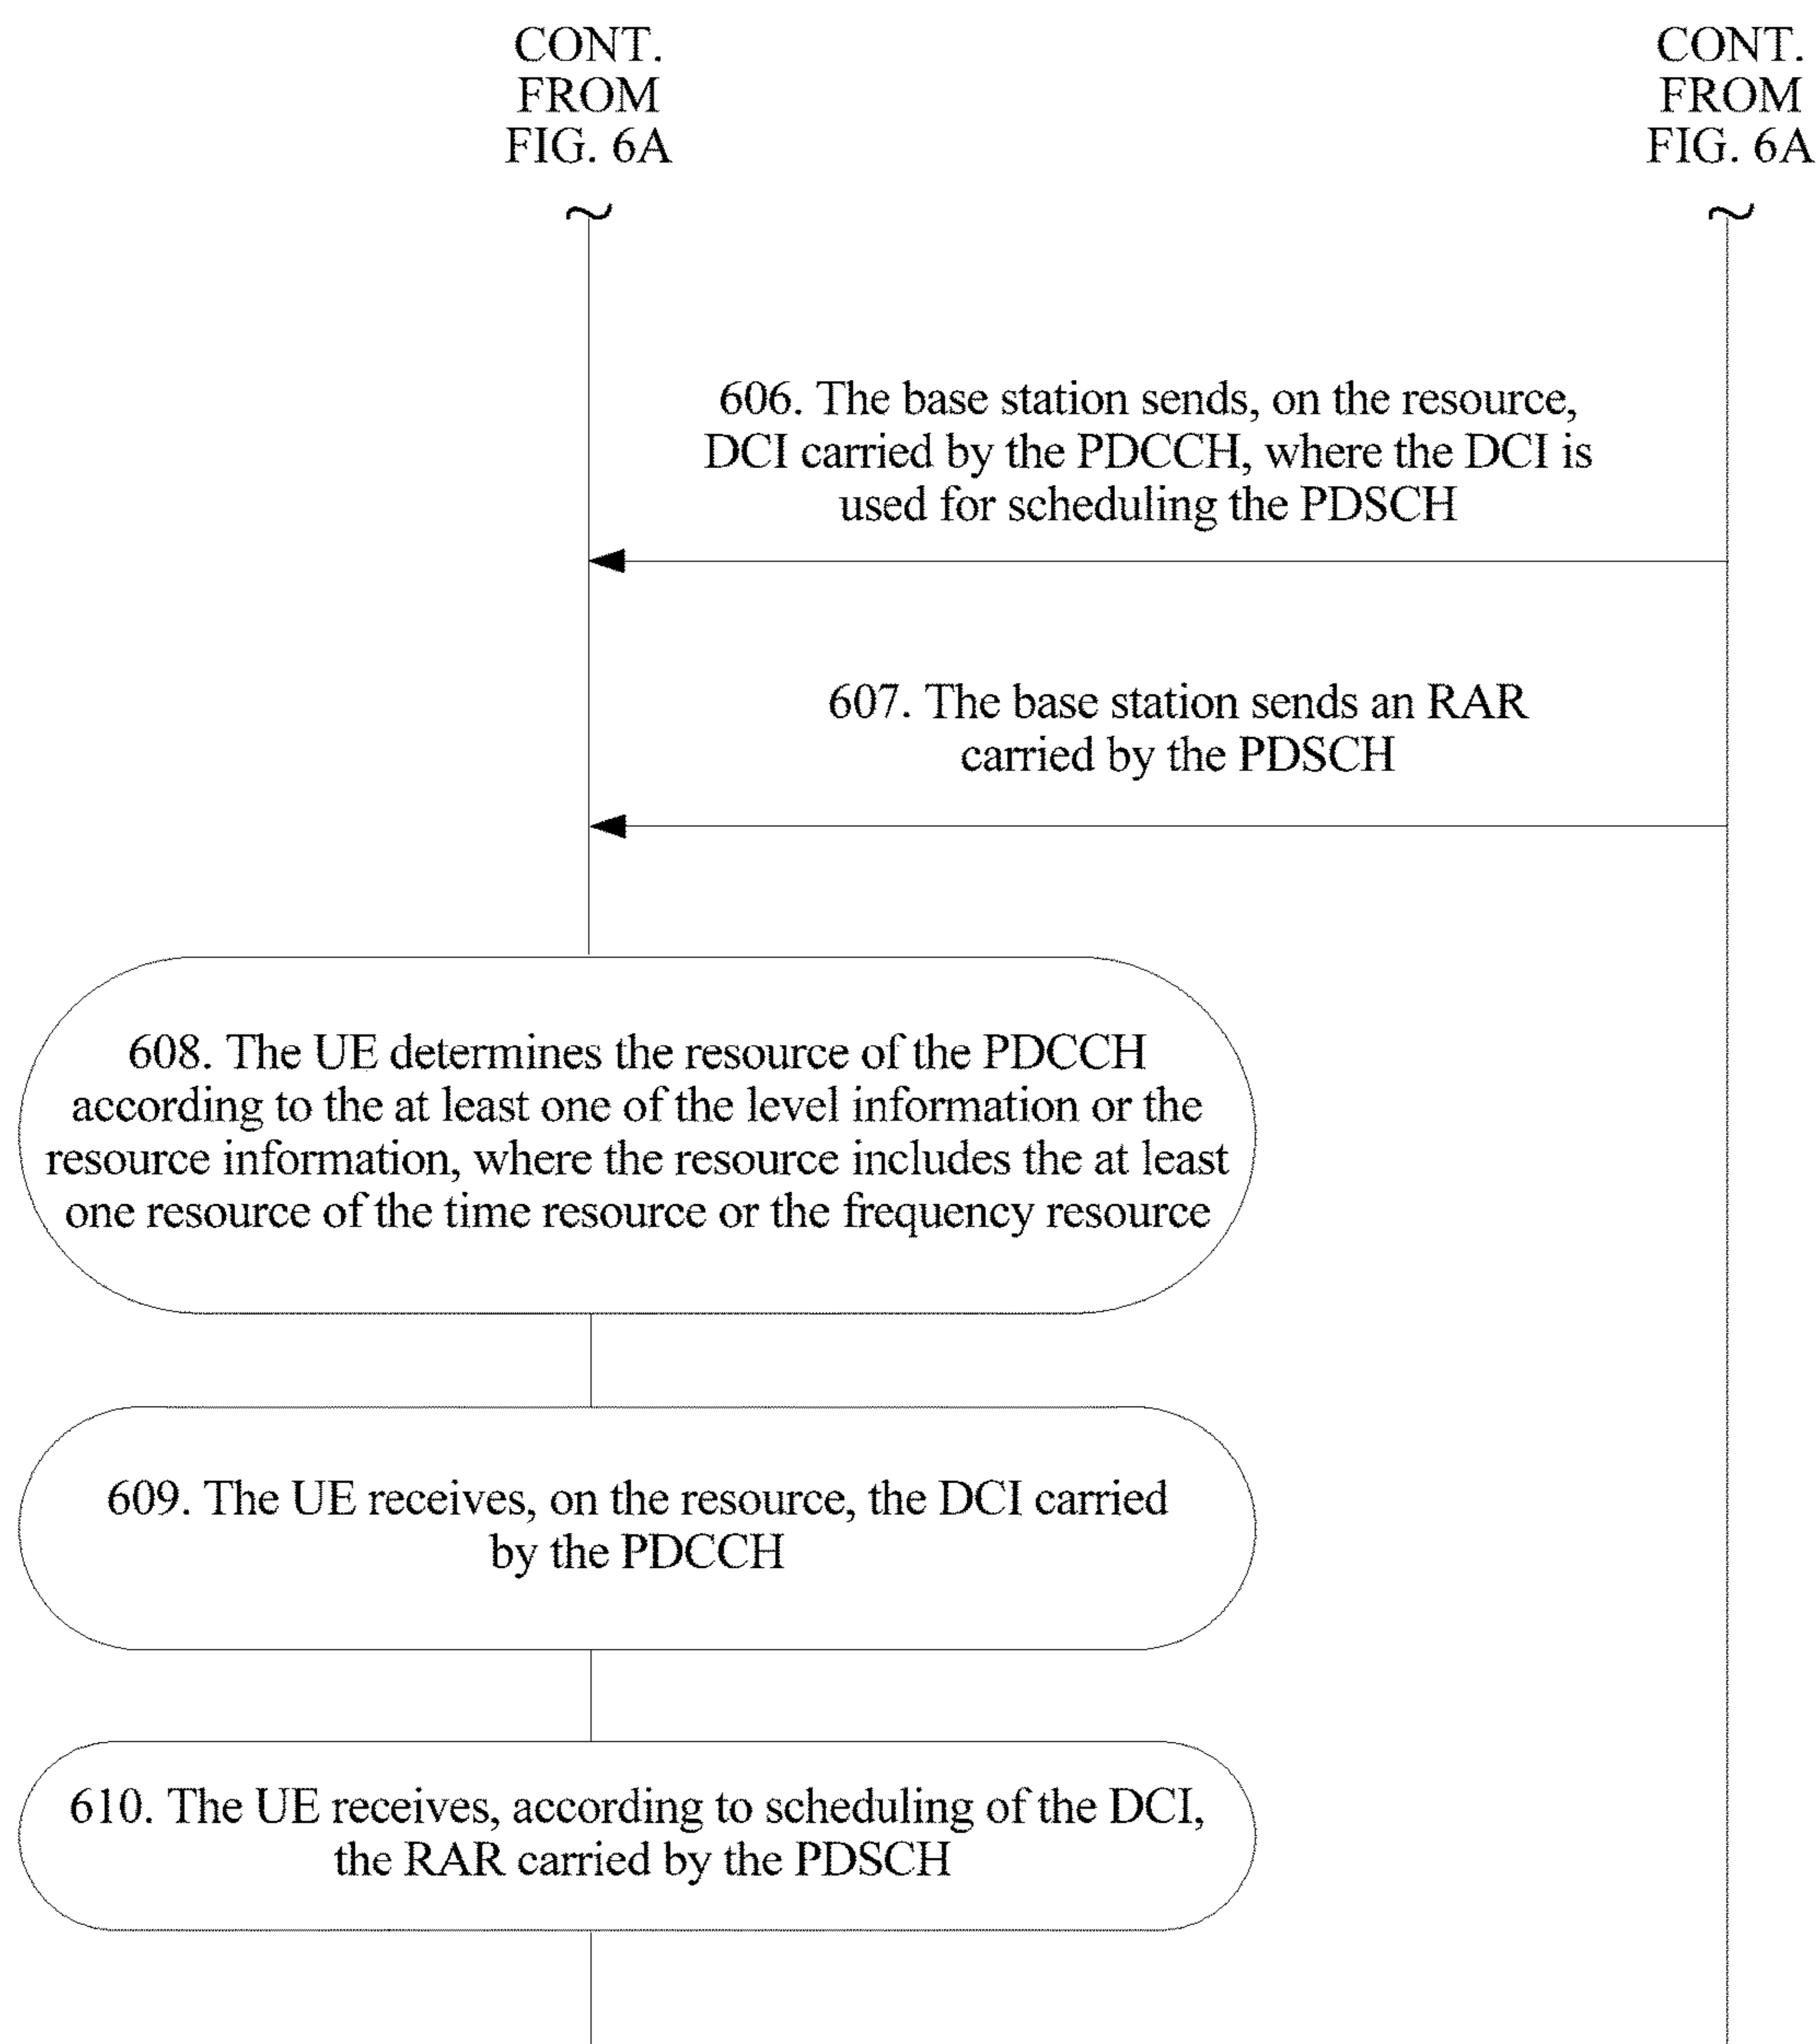 CONT.
FROM
FIG. 6A
CONT.
FROM
FIG. 6A
606. The base station sends, on the resource,
DCI carried by the PDCCH, where the DCI is
used for scheduling the PDSCH
607. The base station sends an RAR
carried by the PDSCH
608. The UE determines the resource of the PDCCH
according to the at least one of the level information or the
resource information, where the resource includes the at least
one resource of the time resource or the frequency resource
609. The UE receives, on the resource, the DCI carried
by the PDCCH
610. The UE receives, according to scheduling of the DCI,
the RAR carried by the PDSCH